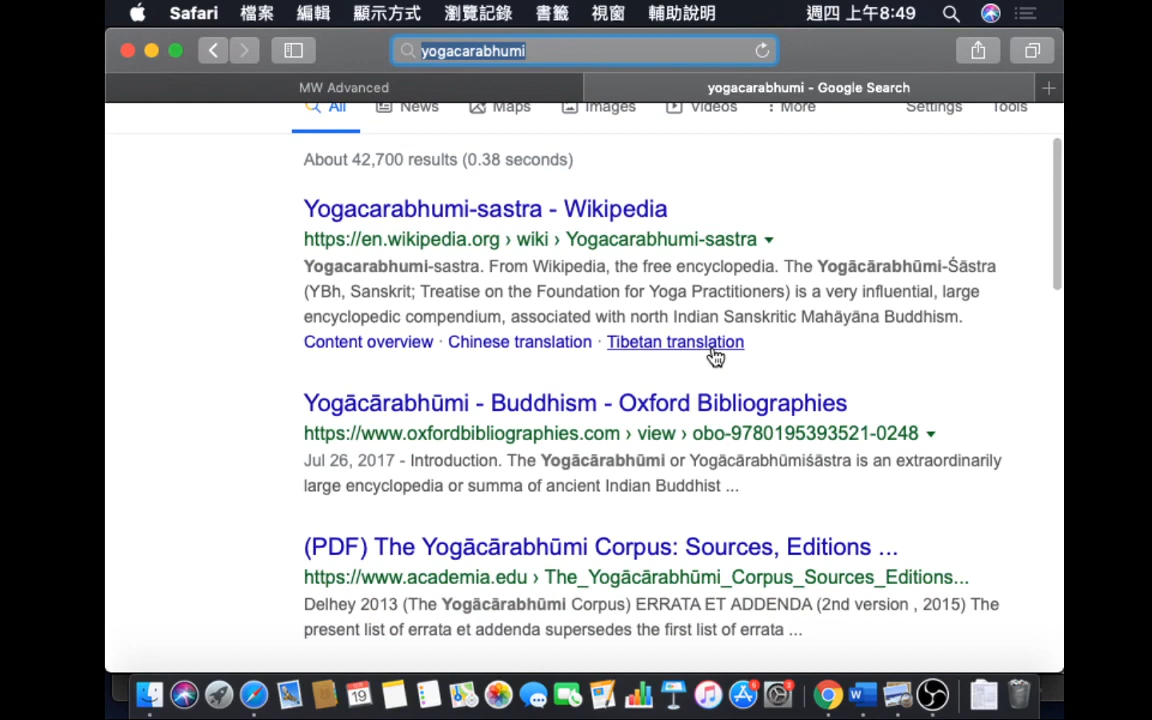 Safari 檔案 編輯 顯示方式 瀏覽記錄 書籤 視窗 輔助說明 週四 上午8:49
yogacarabhumi
MW Advanced yogacarabhumi - Google Search
All News Maps Images Videos More Settings Tools
About 42,700 results (0.38 seconds)
Yogacarabhumi-sastra - Wikipedia
https://en.wikipedia.org › wiki › Yogacarabhumi-sastra
Yogacarabhumi-sastra. From Wikipedia, the free encyclopedia. The Yogācārabhūmi-Śāstra
(YBh, Sanskrit; Treatise on the Foundation for Yoga Practitioners) is a very influential, large
encyclopedic compendium, associated with north Indian Sanskritic Mahāyāna Buddhism.
Content overview · Chinese translation · Tibetan translation
Yogācārabhūmi - Buddhism - Oxford Bibliographies
https://www.oxfordbibliographies.com › view › obo-9780195393521-0248
Jul 26, 2017 - Introduction. The Yogācārabhūmi or Yogācārabhūmiśāstra is an extraordinarily
large encyclopedia or summa of ancient Indian Buddhist ...
(PDF) The Yogācārabhūmi Corpus: Sources, Editions ...
https://www.academia.edu › The_Yogācārabhūmi_Corpus_Sources_Editions...
Delhey 2013 (The Yogācārabhūmi Corpus) ERRATA ET ADDENDA (2nd version , 2015) The
present list of errata et addenda supersedes the first list of errata ...
19